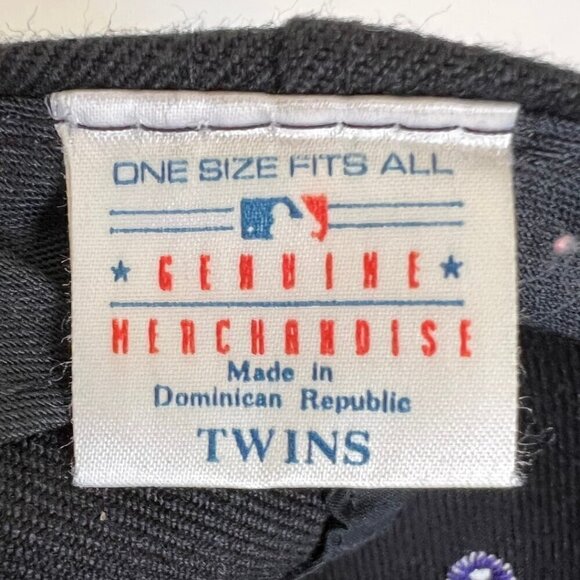 ONE SIZE FITS ALL
★ GENUINE ★
MERCHANDISE
Made in
Dominican Republic
TWINS